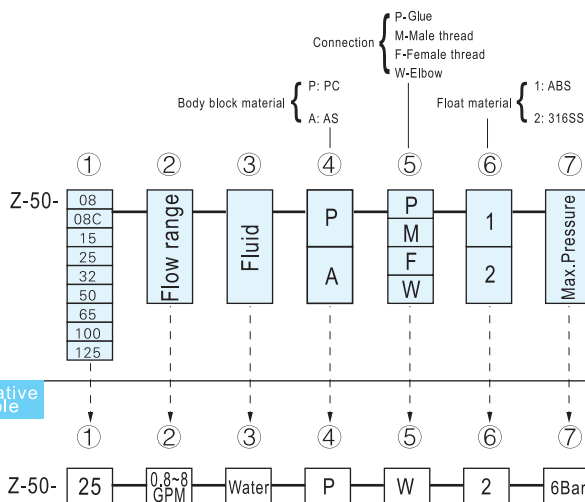 P-Glue
M-Male thread
Connection
F-Female thread
W-Elbow
P: PC
Body block material
A: AS
1: ABS
Float material
2: 316SS
① ② ③ ④ ⑤ ⑥ ⑦
Z-50-
08
08C
15
25
32
50
65
100
125
Flow range
Fluid
P
A
P
M
F
W
1
2
Max.Pressure
① ② ③ ④ ⑤ ⑥ ⑦
Z-50- 25 0.8~8 GPM Water P W 2 6Bar